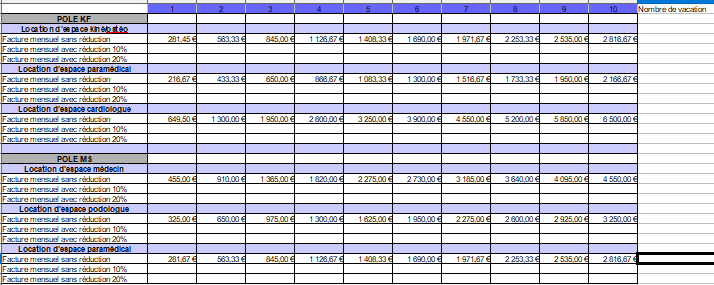 1 2 3 4 5 6 7 8 9 10 Nombre de vacation
POLE KF
Location d'espace kiné/ostéo
Facture mensuel sans réduction 281,45 € 563,33 € 845,00 € 1 126,67 € 1 408,33 € 1 690,00 € 1 971,67 € 2 253,33 € 2 535,00 € 2 816,67 €
Facture mensuel avec réduction 10%
Facture mensuel avec réduction 20%
Location d'espace paramédical
Facture mensuel sans réduction 216,67 € 433,33 € 650,00 € 866,67 € 1 083,33 € 1 300,00 € 1 516,67 € 1 733,33 € 1 950,00 € 2 166,67 €
Facture mensuel avec réduction 10%
Facture mensuel avec réduction 20%
Location d'espace cardiologue
Facture mensuel sans réduction 649,50 € 1 300,00 € 1 950,00 € 2 600,00 € 3 250,00 € 3 900,00 € 4 550,00 € 5 200,00 € 5 850,00 € 6 500,00 €
Facture mensuel avec réduction 10%
Facture mensuel avec réduction 20%
POLE MS
Location d'espace médecin
Facture mensuel sans réduction 455,00 € 910,00 € 1 365,00 € 1 820,00 € 2 275,00 € 2 730,00 € 3 185,00 € 3 640,00 € 4 095,00 € 4 550,00 €
Facture mensuel avec réduction 10%
Facture mensuel avec réduction 20%
Location d'espace podologue
Facture mensuel sans réduction 325,00 € 650,00 € 975,00 € 1 300,00 € 1 625,00 € 1 950,00 € 2 275,00 € 2 600,00 € 2 925,00 € 3 250,00 €
Facture mensuel avec réduction 10%
Facture mensuel avec réduction 20%
Location d'espace paramédical
Facture mensuel sans réduction 281,67 € 563,33 € 845,00 € 1 126,67 € 1 408,33 € 1 690,00 € 1 971,67 € 2 253,33 € 2 535,00 € 2 816,67 €
Facture mensuel avec réduction 10%
Facture mensuel avec réduction 20%